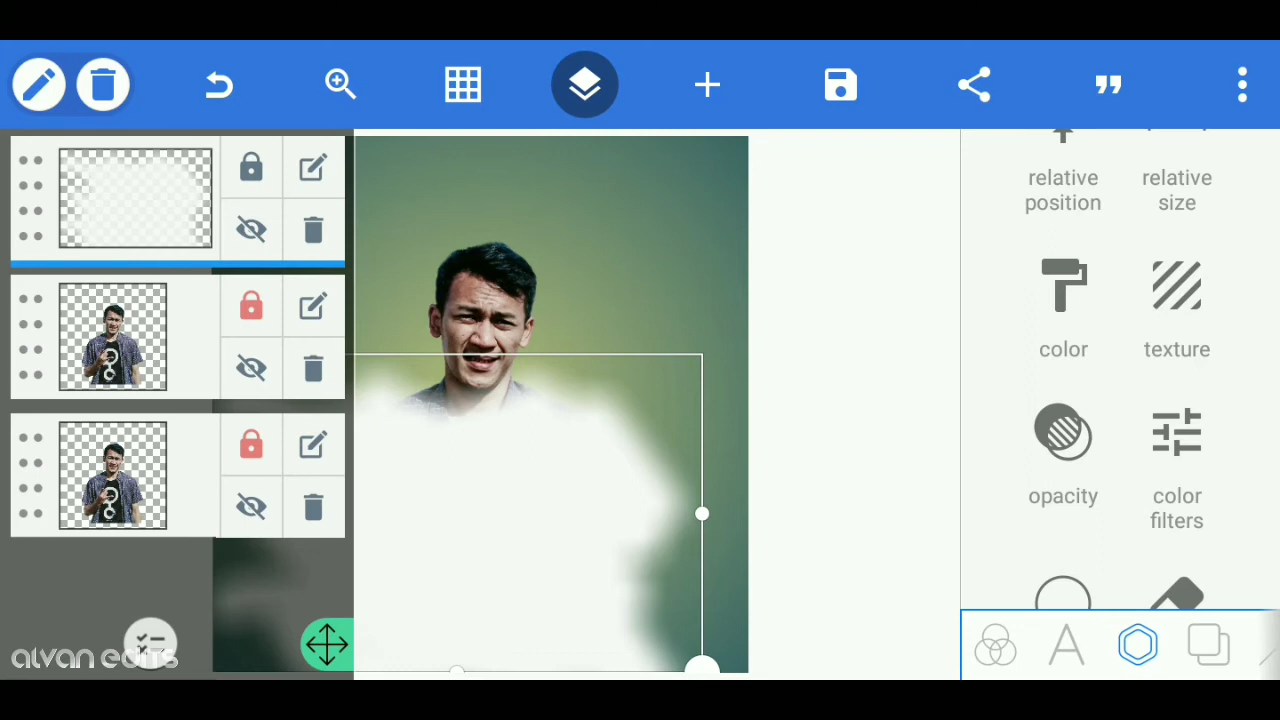 relative
position
relative
size
color
texture
opacity
color
filters
alvan edits